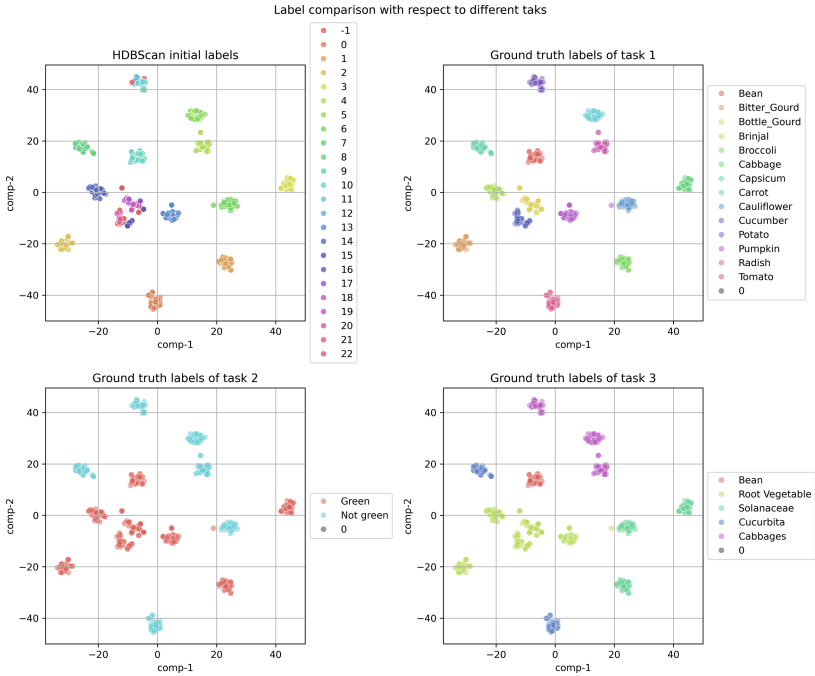 Label comparison with respect to different taks
HDBScan initial labels
comp-2
40
20
0
−20
−40
−20
0
20
40
comp-1
-1
0
1
2
3
4
5
6
7
8
9
10
11
12
13
14
15
16
17
18
19
20
21
22
Ground truth labels of task 1
comp-2
40
20
0
−20
−40
−20
0
20
40
comp-1
Bean
Bitter_Gourd
Bottle_Gourd
Brinjal
Broccoli
Cabbage
Capsicum
Carrot
Cauliflower
Cucumber
Potato
Pumpkin
Radish
Tomato
0
Ground truth labels of task 2
comp-2
40
20
0
−20
−40
−20
0
20
40
comp-1
Green
Not green
0
Ground truth labels of task 3
comp-2
40
20
0
−20
−40
−20
0
20
40
comp-1
Bean
Root Vegetable
Solanaceae
Cucurbita
Cabbages
0